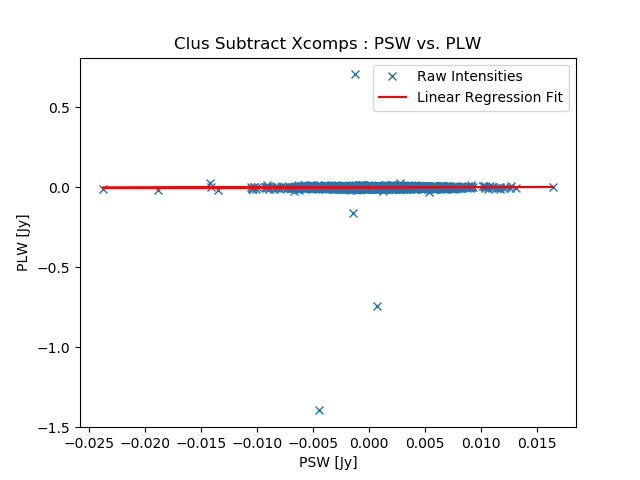 Clus Subtract Xcomps : PSW vs. PLW
Raw Intensities
Linear Regression Fit
0.5
0.0
−0.5
−1.0
−1.5
PLW [Jy]
−0.025 −0.020 −0.015 −0.010 −0.005 0.000 0.005 0.010 0.015
PSW [Jy]